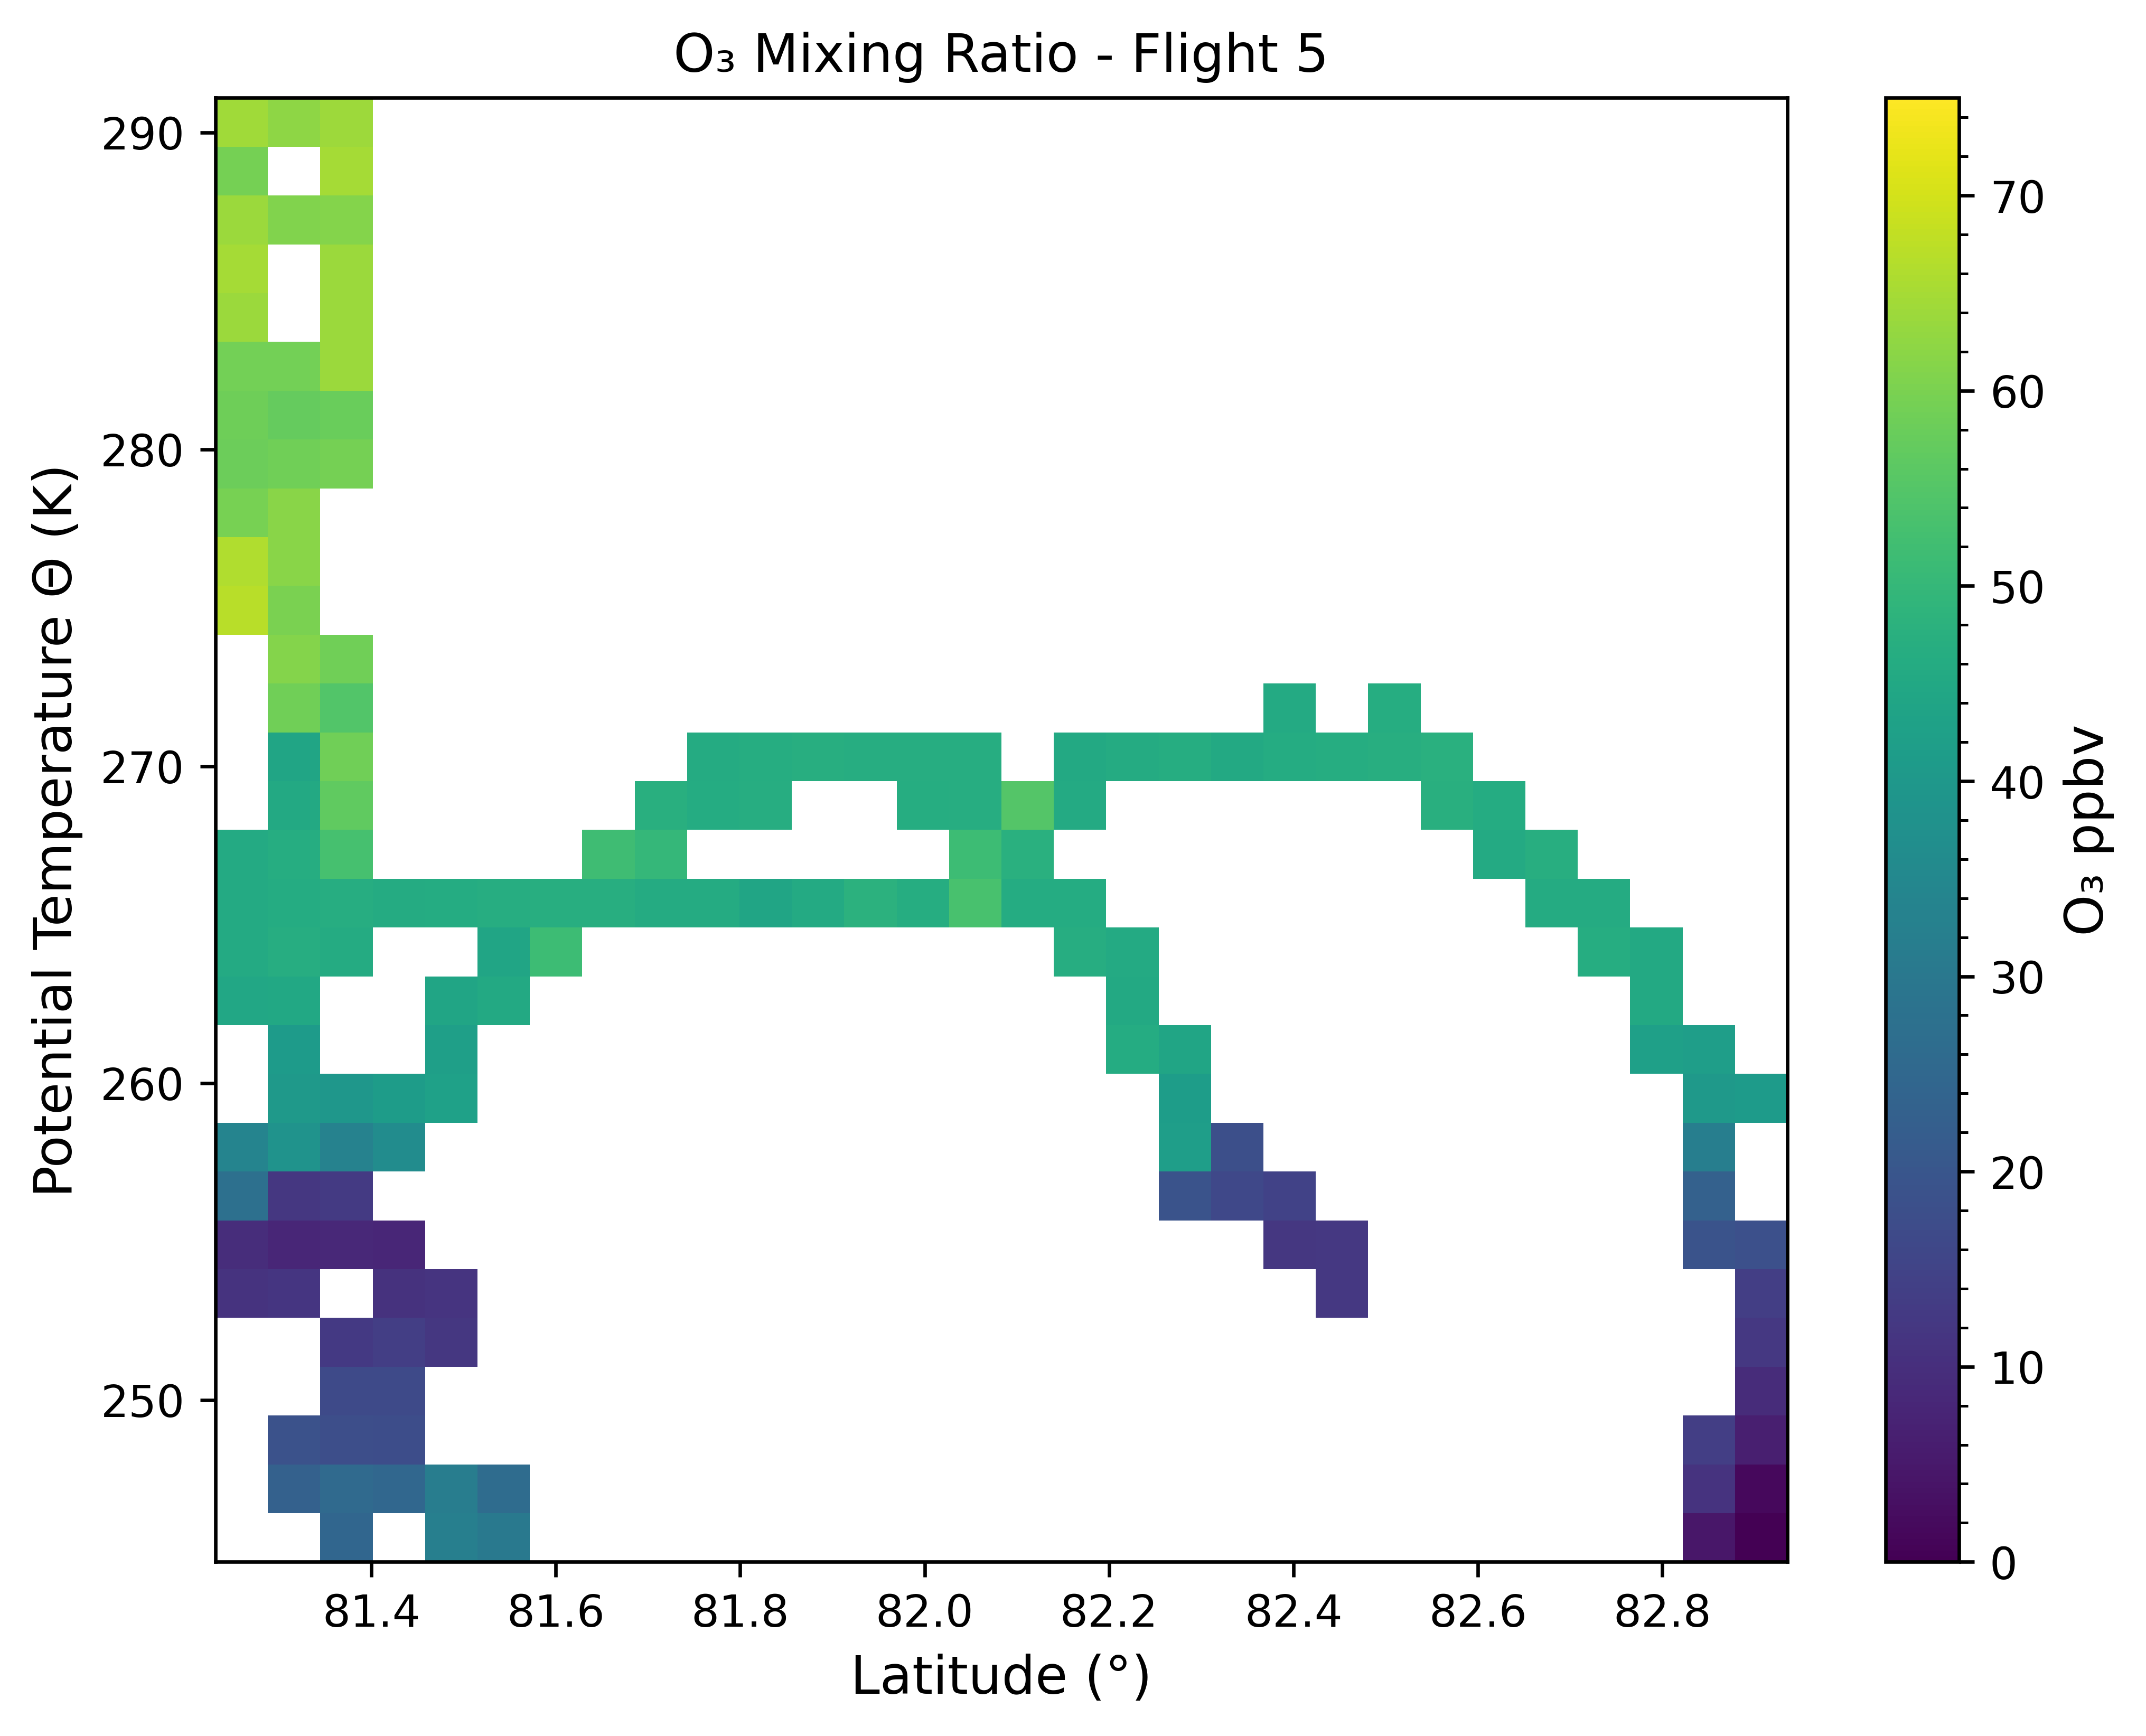 O₃ Mixing Ratio - Flight 5
Potential Temperature Θ (K)
290
280
270
260
250
81.4 81.6 81.8 82.0 82.2 82.4 82.6 82.8
Latitude (°)
70
60
50
40
30
20
10
0
O₃ ppbv